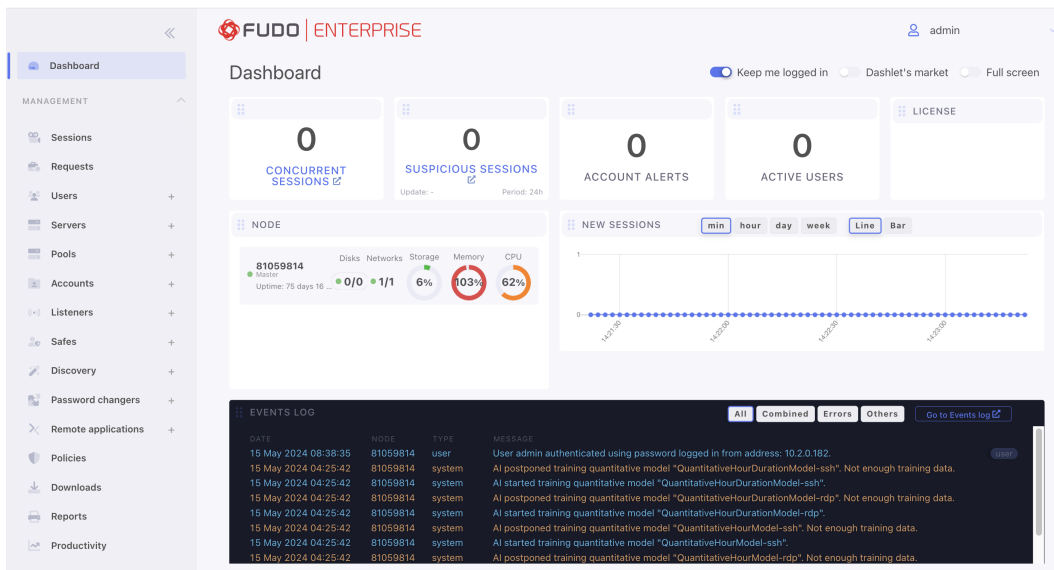 FUDO ENTERPRISE
admin
Dashboard
MANAGEMENT
Sessions
Requests
Users +
Servers +
Pools +
Accounts +
Listeners +
Safes +
Discovery +
Password changers +
Remote applications +
Policies
Downloads
Reports
Productivity
Dashboard
Keep me logged in Dashlet's market Full screen
0
CONCURRENT
SESSIONS
0
SUSPICIOUS SESSIONS
Update: - Period: 24h
0
ACCOUNT ALERTS
0
ACTIVE USERS
LICENSE
NODE
Disks Networks Storage Memory CPU
81059814
Master
Uptime: 75 days 16 ...
0/0 1/1 6% 103% 62%
NEW SESSIONS min hour day week Line Bar
1
0
14:21:30 14:22:00 14:22:30 14:23:00
EVENTS LOG All Combined Errors Others Go to Events log
DATE NODE TYPE MESSAGE
15 May 2024 08:38:35 81059814 user User admin authenticated using password logged in from address: 10.2.0.182. user
15 May 2024 04:25:42 81059814 system AI postponed training quantitative model "QuantitativeHourDurationModel-ssh". Not enough training data.
15 May 2024 04:25:42 81059814 system AI started training quantitative model "QuantitativeHourDurationModel-ssh".
15 May 2024 04:25:42 81059814 system AI postponed training quantitative model "QuantitativeHourDurationModel-rdp". Not enough training data.
15 May 2024 04:25:42 81059814 system AI started training quantitative model "QuantitativeHourDurationModel-rdp".
15 May 2024 04:25:42 81059814 system AI postponed training quantitative model "QuantitativeHourModel-ssh". Not enough training data.
15 May 2024 04:25:42 81059814 system AI started training quantitative model "QuantitativeHourModel-ssh".
15 May 2024 04:25:42 81059814 system AI postponed training quantitative model "QuantitativeHourModel-rdp". Not enough training data.